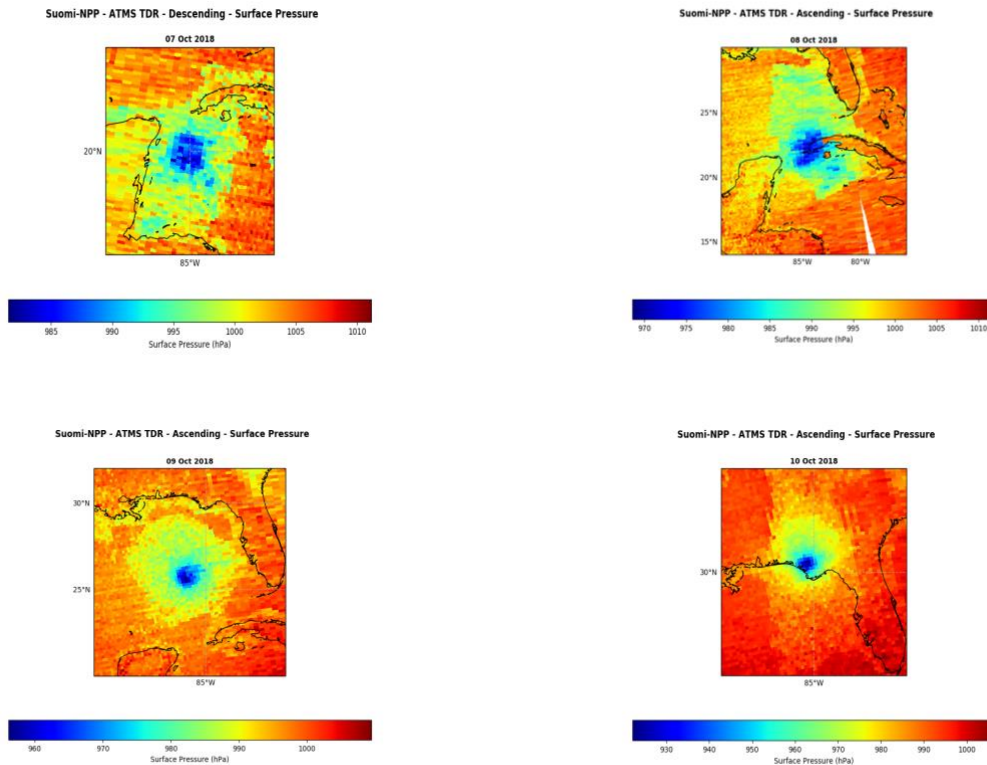 Suomi-NPP - ATMS TDR - Descending - Surface Pressure
07 Oct 2018
20°N
85°W
985 990 995 1000 1005 1010
Surface Pressure (hPa)
Suomi-NPP - ATMS TDR - Ascending - Surface Pressure
08 Oct 2018
25°N
20°N
15°N
85°W 80°W
970 975 980 985 990 995 1000 1005 1010
Surface Pressure (hPa)
Suomi-NPP - ATMS TDR - Ascending - Surface Pressure
09 Oct 2018
30°N
25°N
85°W
960 970 980 990 1000
Surface Pressure (hPa)
Suomi-NPP - ATMS TDR - Ascending - Surface Pressure
10 Oct 2018
30°N
85°W
930 940 950 960 970 980 990 1000
Surface Pressure (hPa)